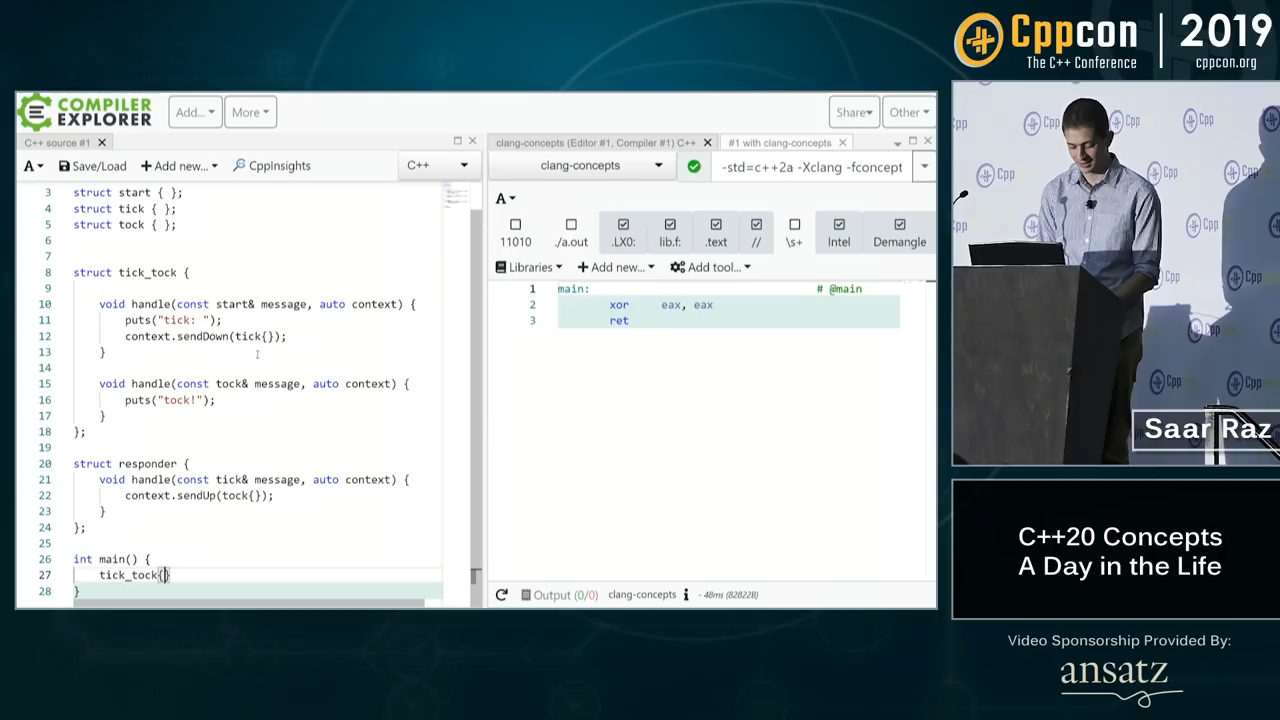 Cppcon | 2019
The C++ Conference
cppcon.org
COMPILER
EXPLORER
Add...
More
Share
Other
C++ source #1
A
Save/Load
+ Add new...
CppInsights
C++
3 struct start { };
4 struct tick { };
5 struct tock { };
6
7
8 struct tick_tock {
9
10 void handle(const start& message, auto context) {
11 puts("tick: ");
12 context.sendDown(tick{});
13 }
14
15 void handle(const tock& message, auto context) {
16 puts("tock!");
17 }
18 };
19
20 struct responder {
21 void handle(const tick& message, auto context) {
22 context.sendUp(tock{});
23 }
24 };
25
26 int main() {
27 tick_tock{}
28 }
clang-concepts (Editor #1, Compiler #1) C++
#1 with clang-concepts
clang-concepts
-std=c++2a -Xclang -fconcept
A
11010
./a.out
.LX0:
lib.f:
.text
//
\s+
Intel
Demangle
Libraries
+ Add new...
Add tool...
1 main: # @main
2 xor eax, eax
3 ret
Output (0/0) clang-concepts i - 48ms (82822B)
Saar Raz
C++20 Concepts
A Day in the Life
Video Sponsorship Provided By:
ansatz